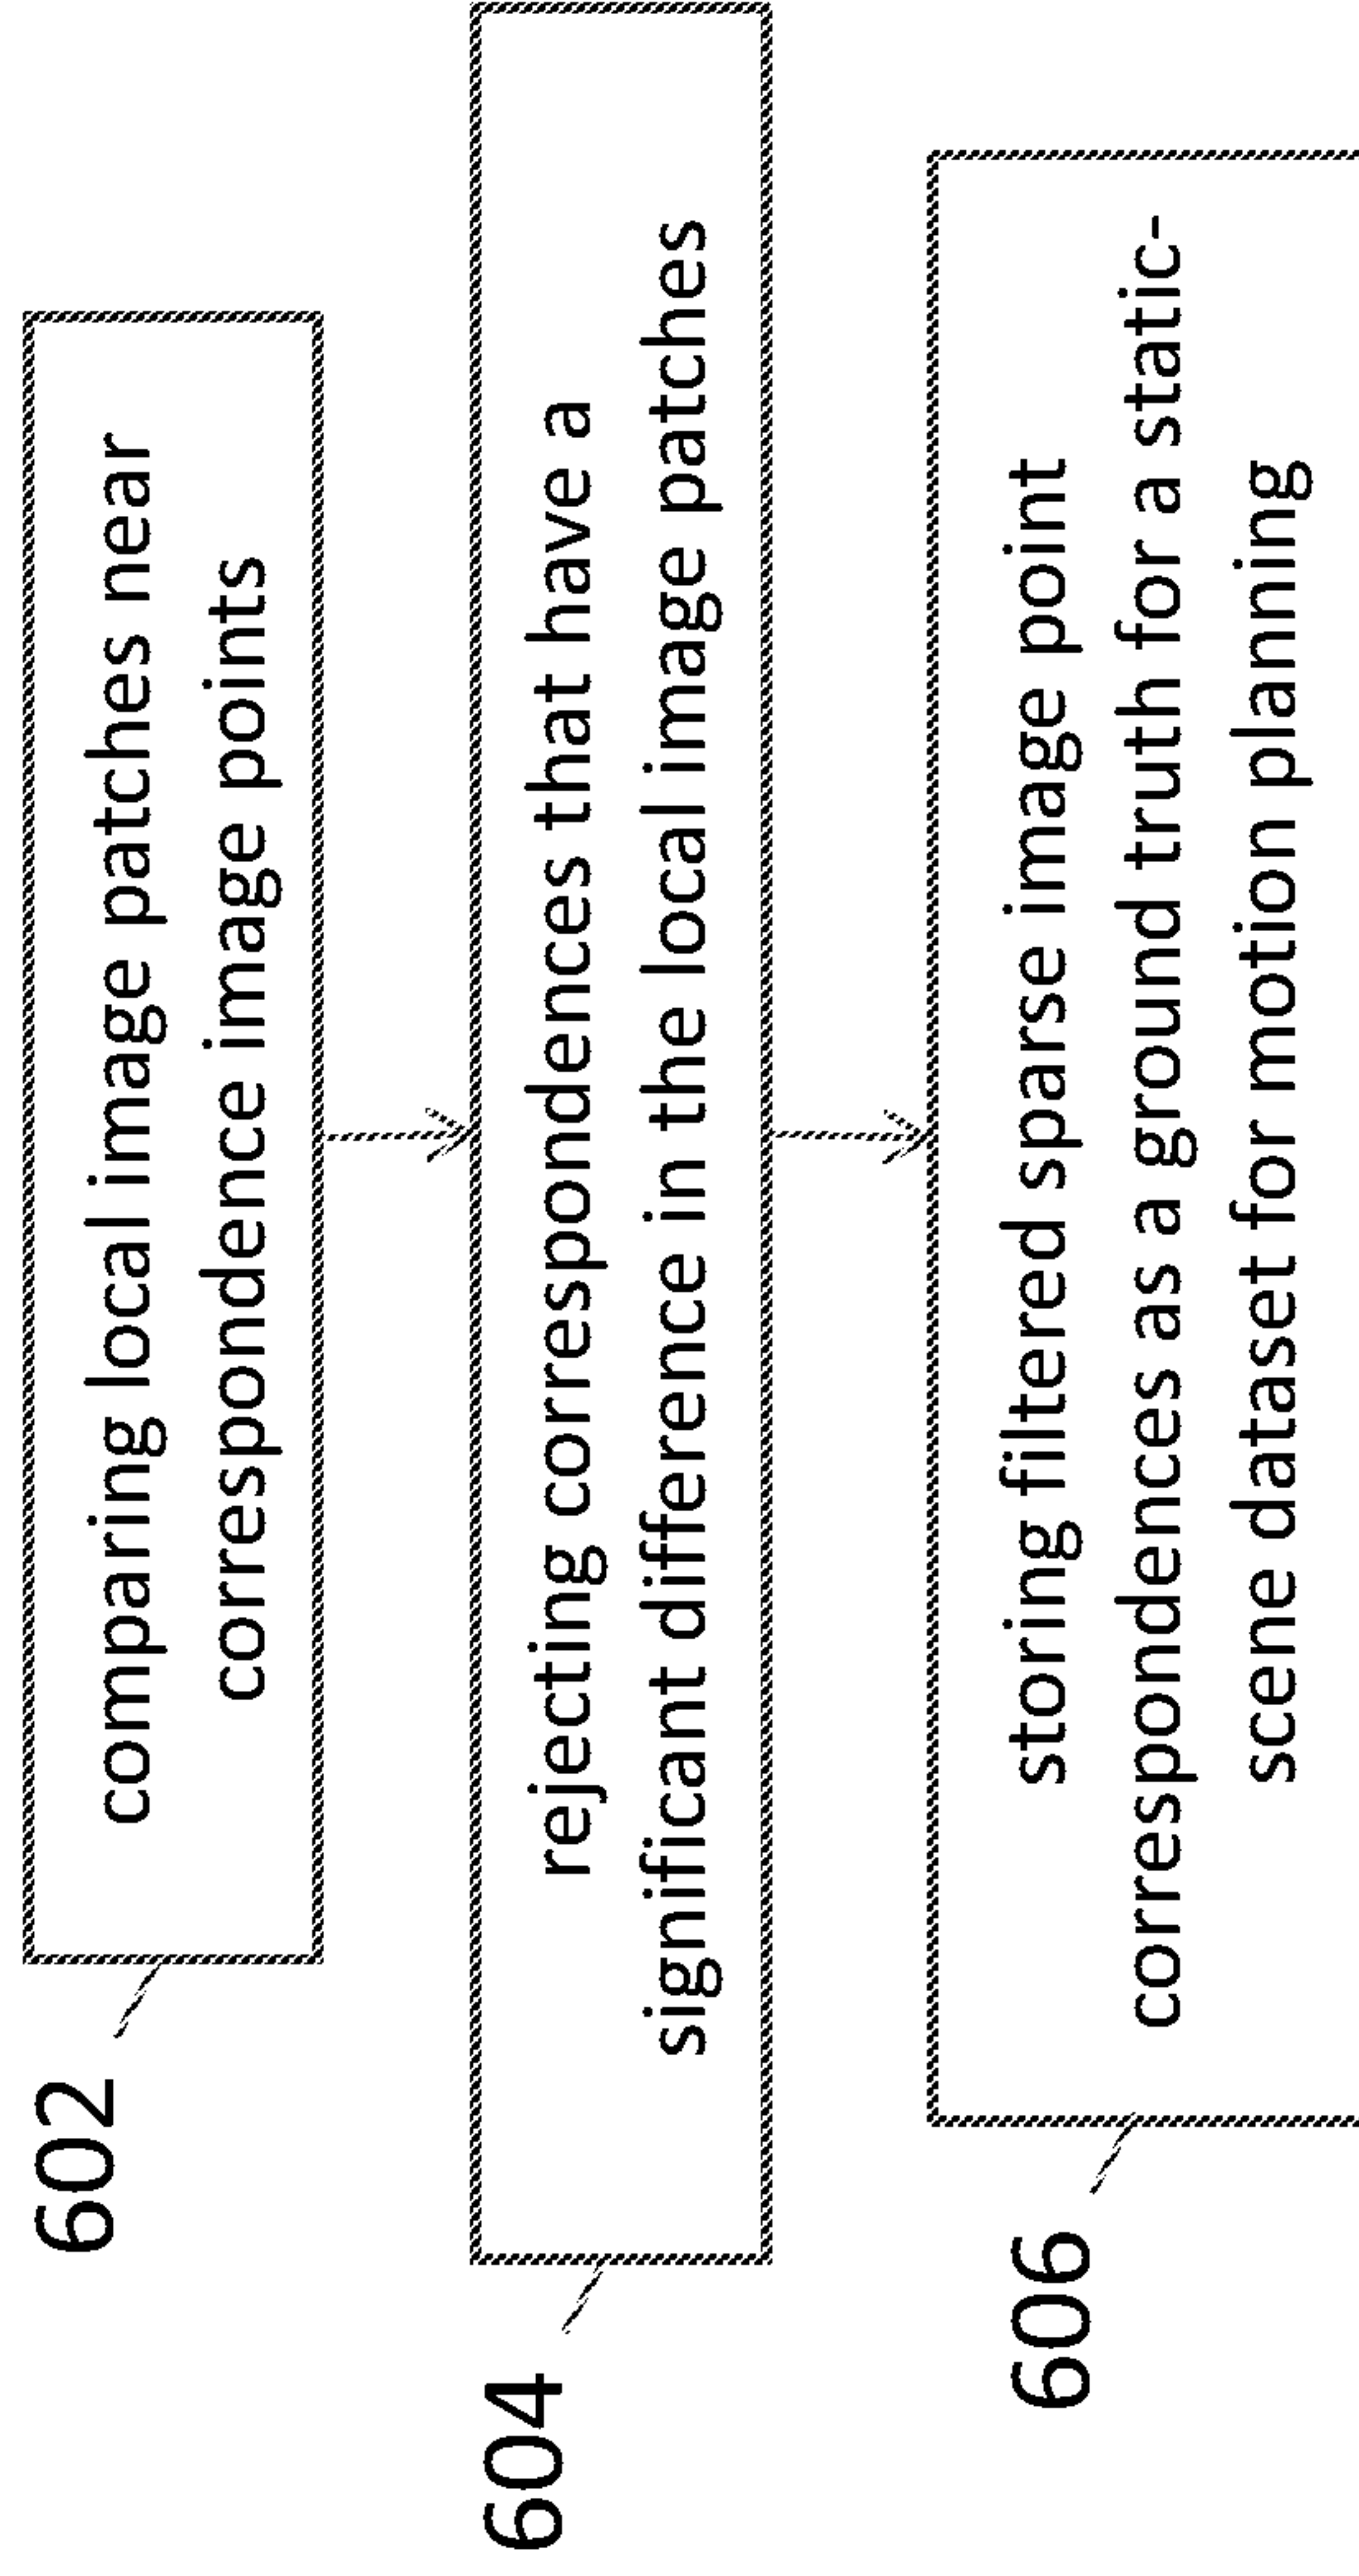 602
comparing local image patches near
correspondence image points
604
rejecting correspondences that have a
significant difference in the local image patches
606
storing filtered sparse image point
correspondences as a ground truth for a static-
scene dataset for motion planning